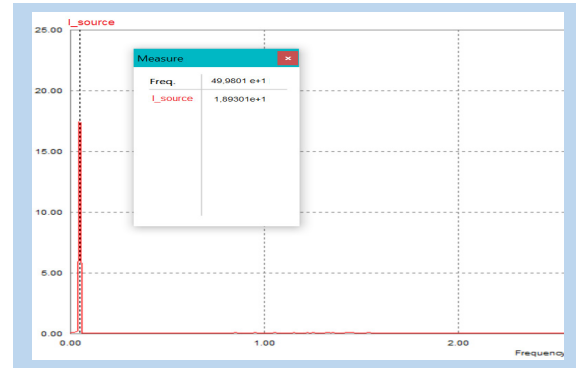 I_source
25.00
Measure
×
Freq. 49,9801 e+1
I_source 1,89301e+1
20.00
15.00
10.00
5.00
0.00
0.00 1.00 2.00
Frequency